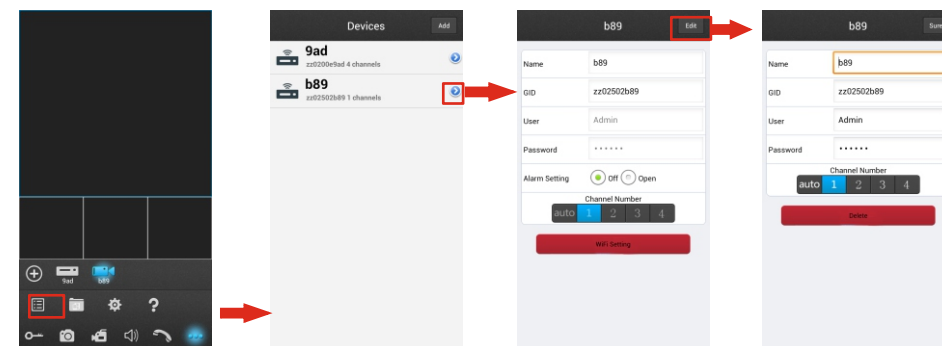 9ad
b89
?
Devices
Add
9ad
zz0200e9ad 4 channels
b89
zz02502b89 1 channels
b89
Edit
Name
b89
GID
zz02502b89
User
Admin
Password
••••••
Alarm Setting
Off
Open
Channel Number
auto 1 2 3 4
WiFi Setting
b89
Sure
Name
b89
GID
zz02502b89
User
Admin
Password
••••••
Channel Number
auto 1 2 3 4
Delete